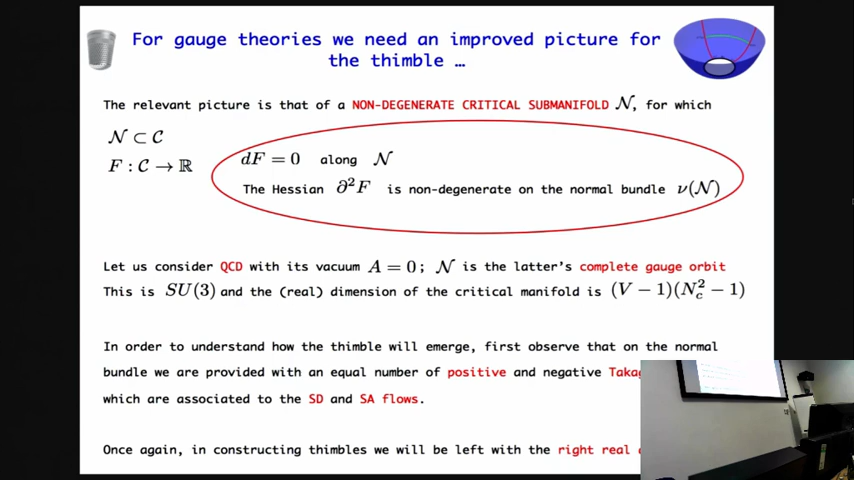 For gauge theories we need an improved picture for
the thimble …
The relevant picture is that of a NON-DEGENERATE CRITICAL SUBMANIFOLD 𝒩, for which
𝒩 ⊂ 𝒞
F : 𝒞 → ℝ
dF = 0 along 𝒩
The Hessian ∂²F is non-degenerate on the normal bundle ν(𝒩)
Let us consider QCD with its vacuum A = 0; 𝒩 is the latter's complete gauge orbit
This is SU(3) and the (real) dimension of the critical manifold is (V − 1)(N_c² − 1)
In order to understand how the thimble will emerge, first observe that on the normal
bundle we are provided with an equal number of positive and negative
which are associated to the SD and SA flows.
Once again, in constructing thimbles we will be left with the right real